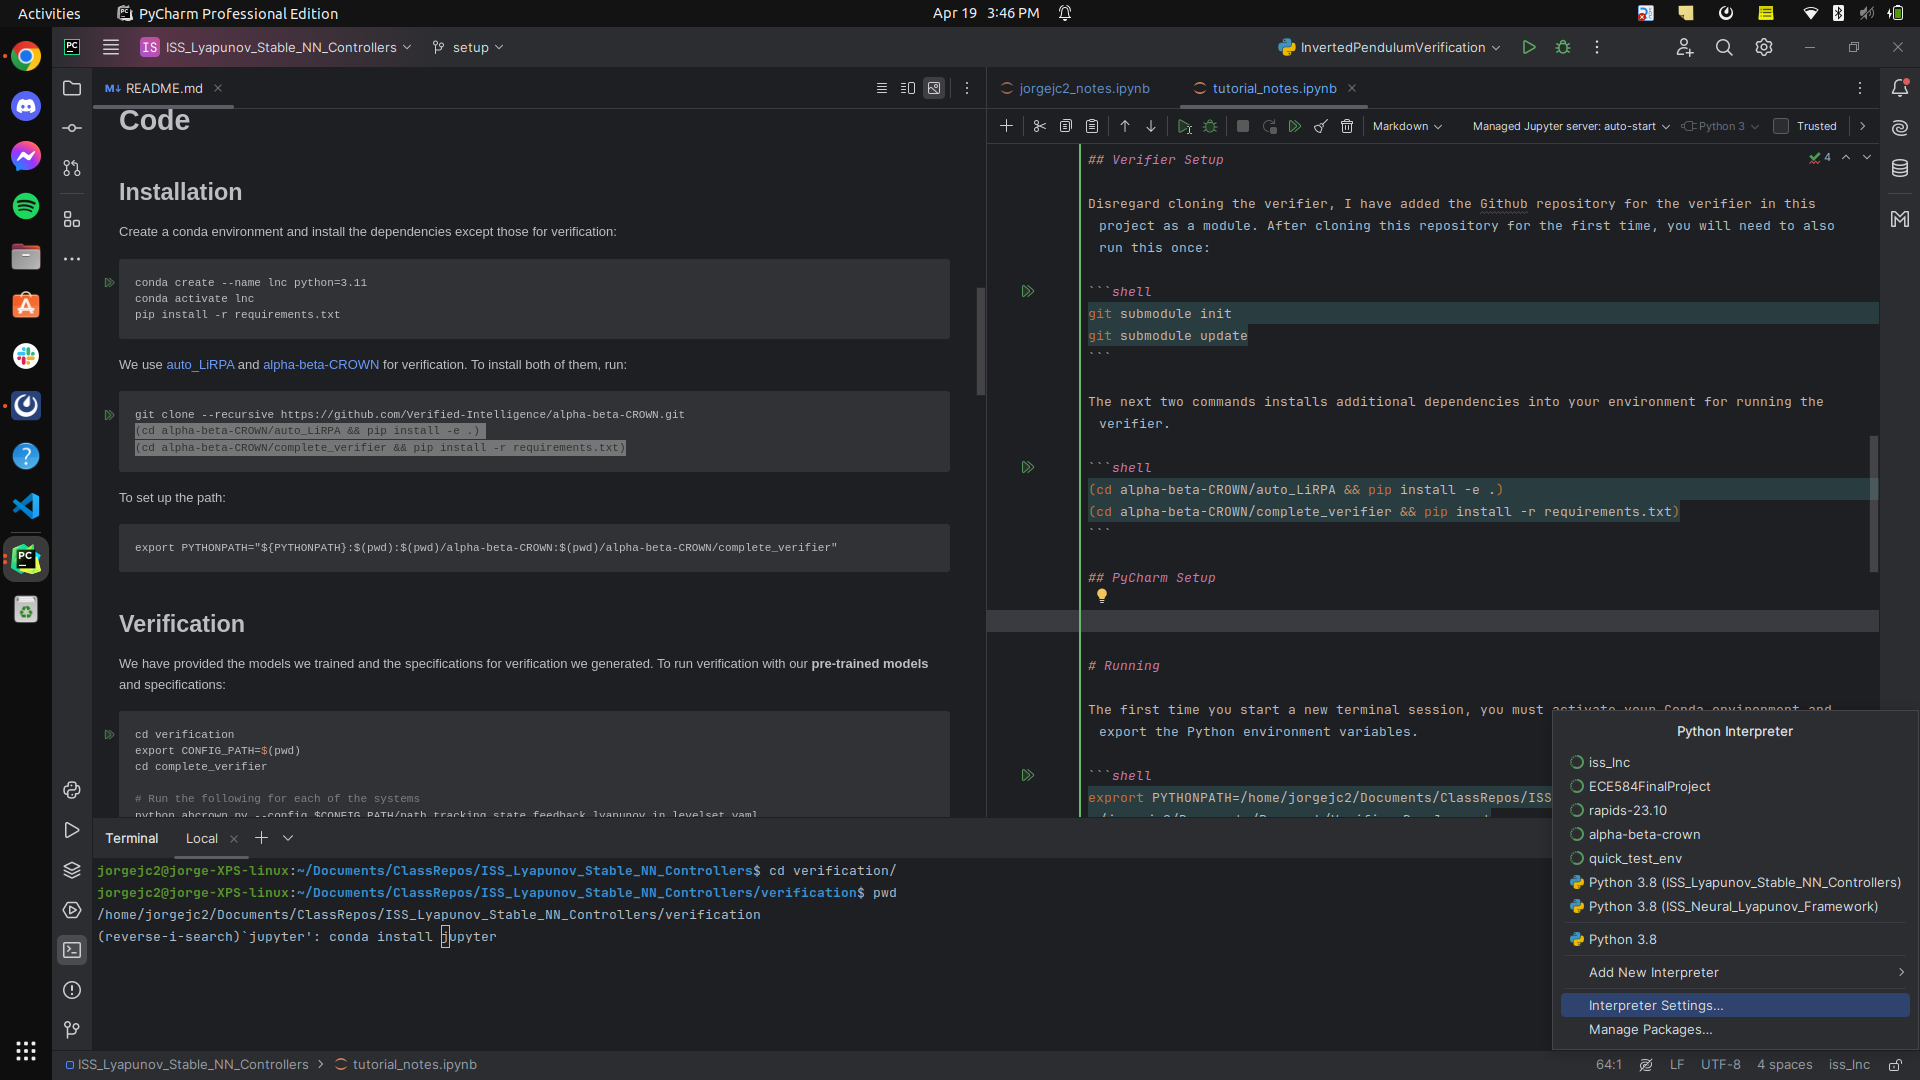 Activities
PyCharm Professional Edition
Apr 19 3:46 PM
PC
IS ISS_Lyapunov_Stable_NN_Controllers
setup
InvertedPendulumVerification
M↓ README.md
Code
Installation
Create a conda environment and install the dependencies except those for verification:
conda create --name lnc python=3.11
conda activate lnc
pip install -r requirements.txt
We use auto_LiRPA and alpha-beta-CROWN for verification. To install both of them, run:
git clone --recursive https://github.com/Verified-Intelligence/alpha-beta-CROWN.git
(cd alpha-beta-CROWN/auto_LiRPA && pip install -e .)
(cd alpha-beta-CROWN/complete_verifier && pip install -r requirements.txt)
To set up the path:
export PYTHONPATH="${PYTHONPATH}:$(pwd):$(pwd)/alpha-beta-CROWN:$(pwd)/alpha-beta-CROWN/complete_verifier"
Verification
We have provided the models we trained and the specifications for verification we generated. To run verification with our pre-trained models
and specifications:
cd verification
export CONFIG_PATH=$(pwd)
cd complete_verifier
# Run the following for each of the systems
python abcrown.py --config $CONFIG_PATH/path_tracking_state_feedback_lyapunov_in_levelset.yaml
jorgejc2_notes.ipynb
tutorial_notes.ipynb
Markdown
Managed Jupyter server: auto-start
Python 3
Trusted
4
## Verifier Setup
Disregard cloning the verifier, I have added the Github repository for the verifier in this
project as a module. After cloning this repository for the first time, you will need to also
run this once:
```shell
git submodule init
git submodule update
```
The next two commands installs additional dependencies into your environment for running the
verifier.
```shell
(cd alpha-beta-CROWN/auto_LiRPA && pip install -e .)
(cd alpha-beta-CROWN/complete_verifier && pip install -r requirements.txt)
```
## PyCharm Setup
# Running
The first time you start a new terminal session, you must activate your Conda environment and
export the Python environment variables.
```shell
exprort PYTHONPATH=/home/jorgejc2/Documents/ClassRepos/ISS
Python Interpreter
iss_lnc
ECE584FinalProject
rapids-23.10
alpha-beta-crown
quick_test_env
Python 3.8 (ISS_Lyapunov_Stable_NN_Controllers)
Python 3.8 (ISS_Neural_Lyapunov_Framework)
Python 3.8
Add New Interpreter
Interpreter Settings...
Manage Packages...
Terminal
Local
jorgejc2@jorge-XPS-linux:~/Documents/ClassRepos/ISS_Lyapunov_Stable_NN_Controllers$ cd verification/
jorgejc2@jorge-XPS-linux:~/Documents/ClassRepos/ISS_Lyapunov_Stable_NN_Controllers/verification$ pwd
/home/jorgejc2/Documents/ClassRepos/ISS_Lyapunov_Stable_NN_Controllers/verification
(reverse-i-search)`jupyter': conda install jupyter
ISS_Lyapunov_Stable_NN_Controllers
tutorial_notes.ipynb
64:1
LF
UTF-8
4 spaces
iss_lnc